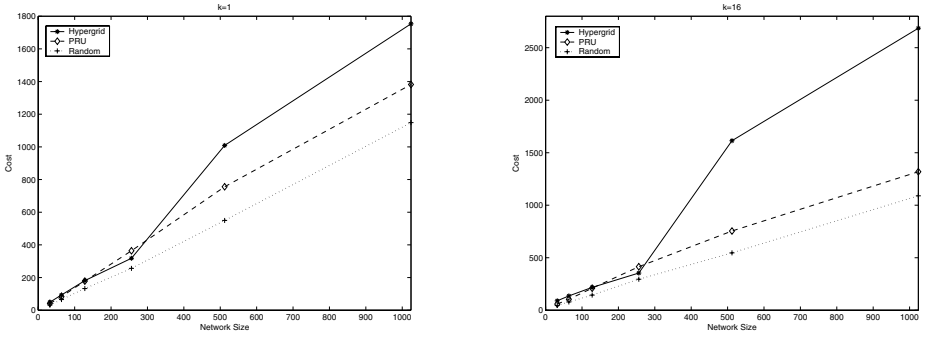 k=1
1800
1600
1400
1200
1000
800
600
400
200
0
Cost
Hypergrid
PRU
Random
0 100 200 300 400 500 600 700 800 900 1000
Network Size
k=16
2500
2000
1500
1000
500
0
Cost
Hypergrid
PRU
Random
0 100 200 300 400 500 600 700 800 900 1000
Network Size